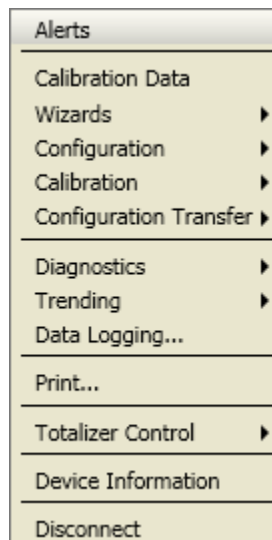 Alerts
Calibration Data
Wizards
Configuration
Calibration
Configuration Transfer
Diagnostics
Trending
Data Logging...
Print...
Totalizer Control
Device Information
Disconnect